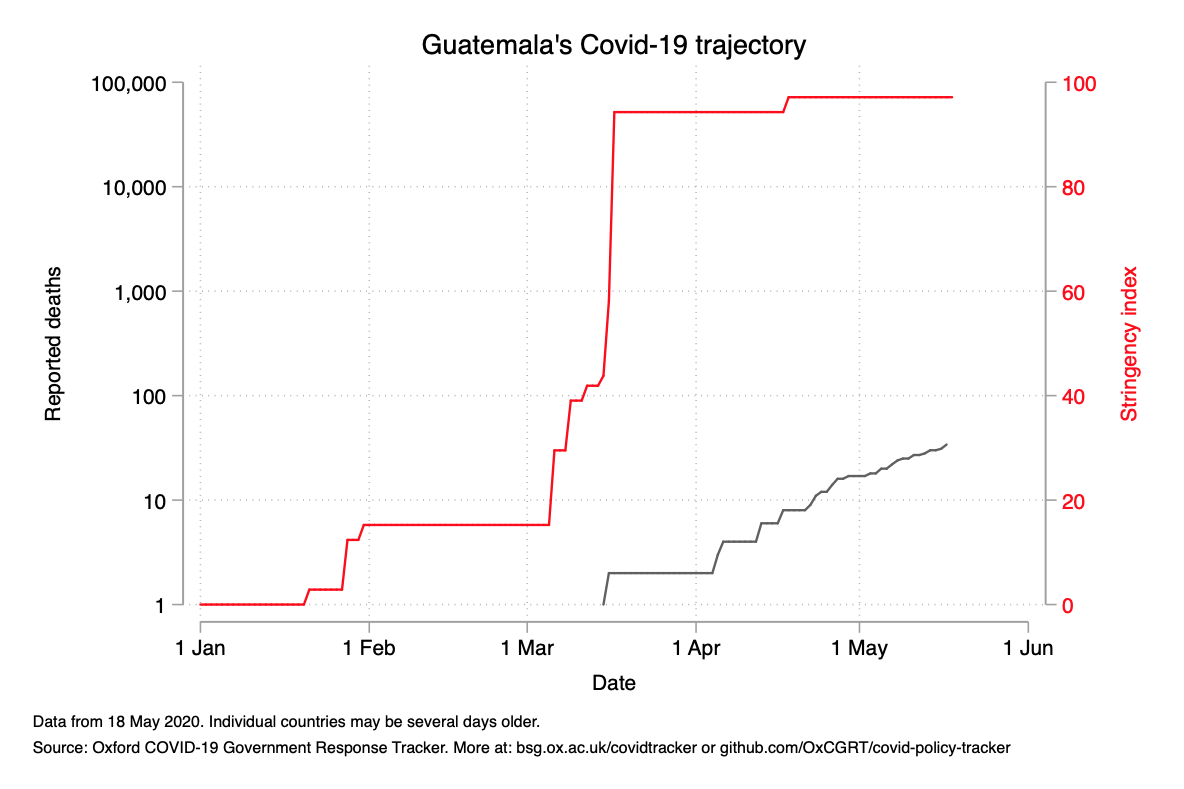 Guatemala's Covid-19 trajectory
100,000
10,000
1,000
100
10
1
Reported deaths
100
80
60
40
20
0
Stringency index
1 Jan
1 Feb
1 Mar
1 Apr
1 May
1 Jun
Date
Data from 18 May 2020. Individual countries may be several days older.
Source: Oxford COVID-19 Government Response Tracker. More at: bsg.ox.ac.uk/covidtracker or github.com/OxCGRT/covid-policy-tracker